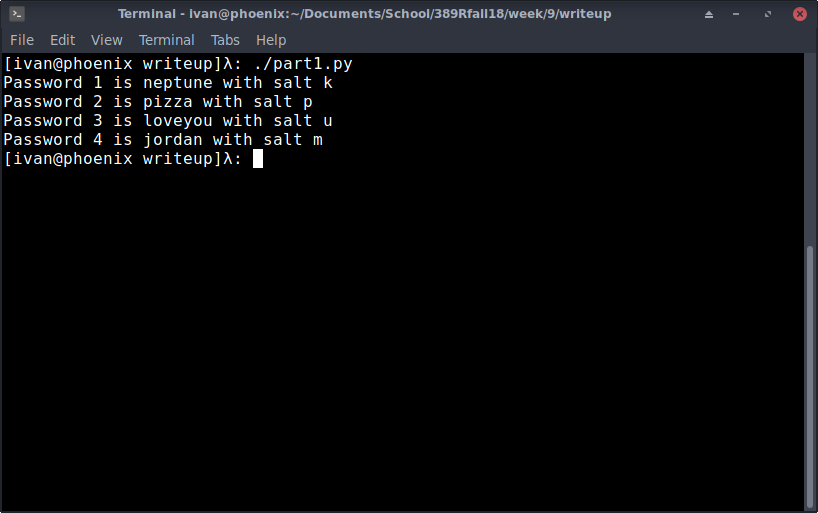 Terminal - ivan@phoenix:~/Documents/School/389Rfall18/week/9/writeup
File Edit View Terminal Tabs Help
[ivan@phoenix writeup]λ: ./part1.py
Password 1 is neptune with salt k
Password 2 is pizza with salt p
Password 3 is loveyou with salt u
Password 4 is jordan with salt m
[ivan@phoenix writeup]λ: